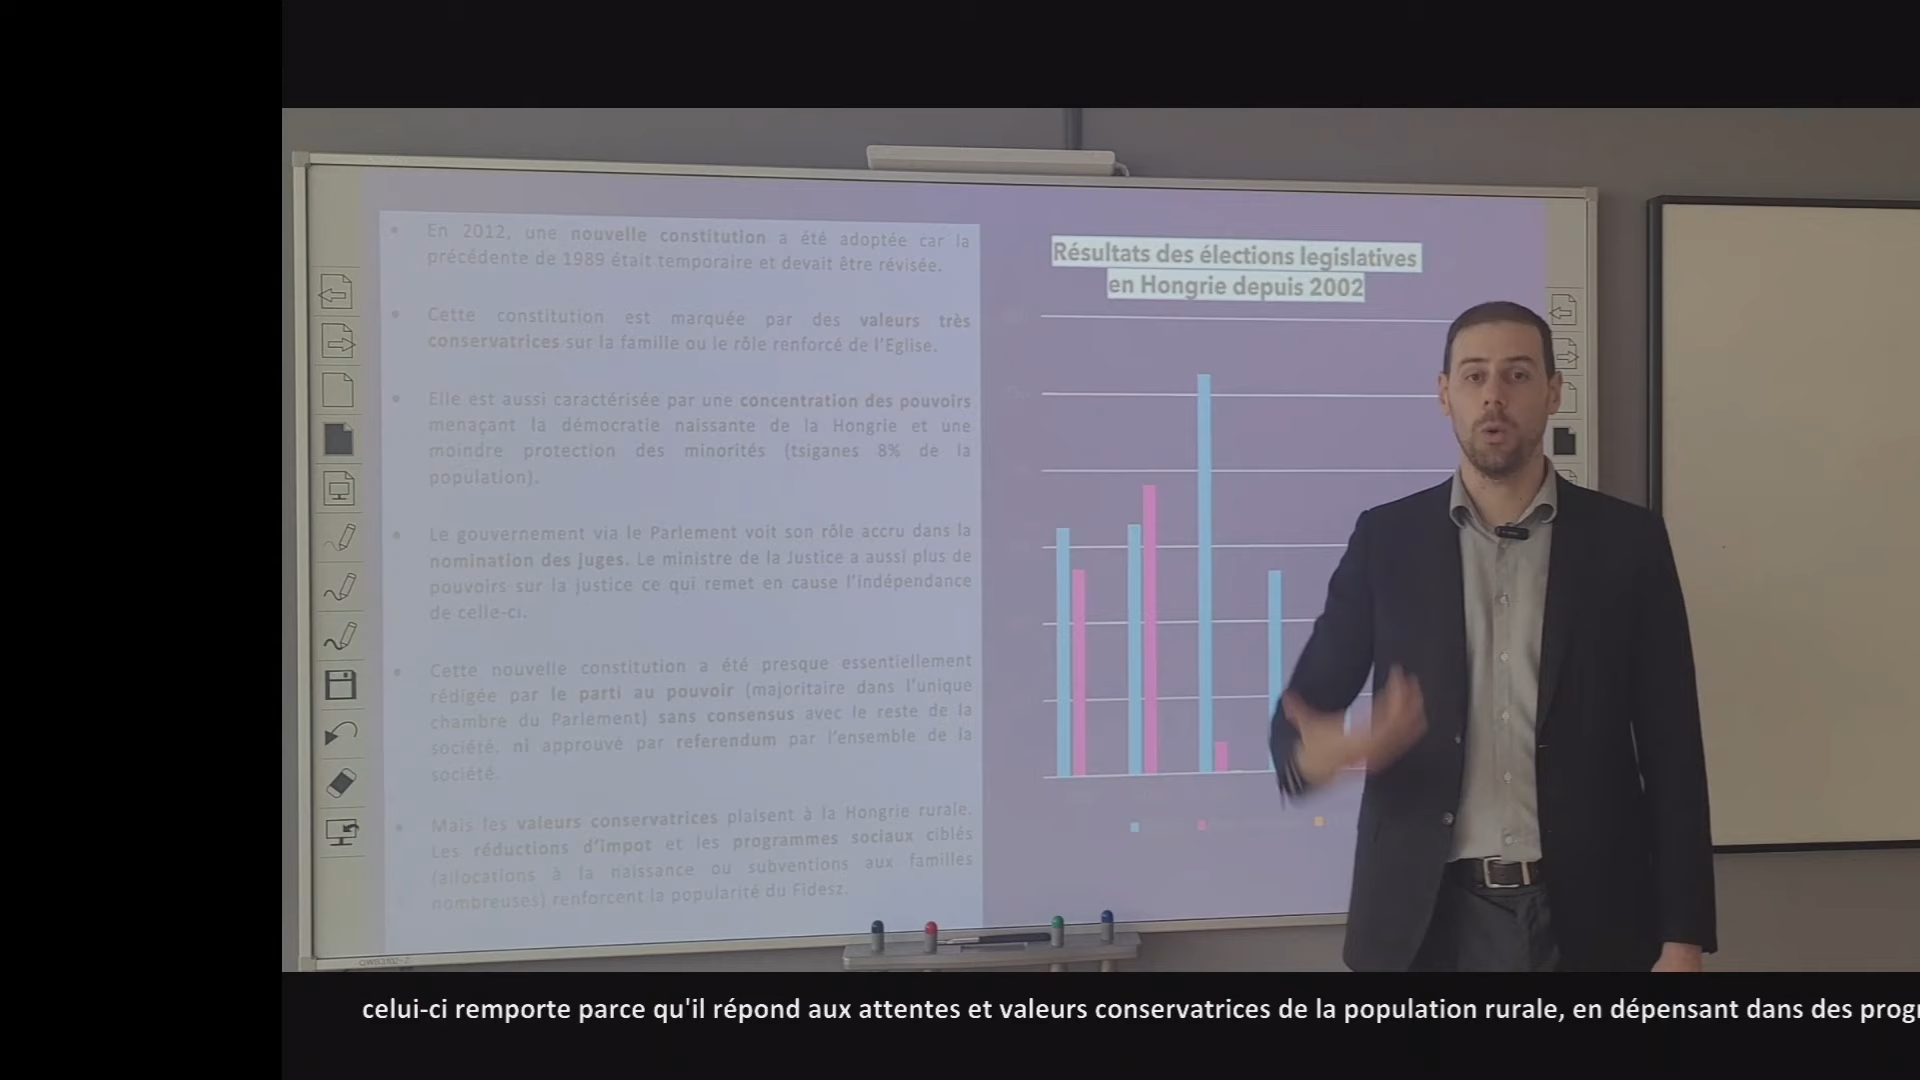 En 2012, une nouvelle constitution a été adoptée car la
précédente de 1989 était temporaire et devait être révisée.
Cette constitution est marquée par des valeurs très
conservatrices sur la famille ou le rôle renforcé de l'Eglise.
Elle est aussi caractérisée par une concentration des pouvoirs
menaçant la démocratie naissante de la Hongrie et une
moindre protection des minorités (tsiganes 8% de la
population).
Le gouvernement via le Parlement voit son rôle accru dans la
nomination des juges. Le ministre de la Justice a aussi plus de
pouvoirs sur la justice ce qui remet en cause l'indépendance
de celle-ci.
Cette nouvelle constitution a été presque essentiellement
rédigée par le parti au pouvoir (majoritaire dans l'unique
chambre du Parlement) sans consensus avec le reste de la
société, ni approuvé par referendum par l'ensemble de la
société.
Mais les valeurs conservatrices plaisent à la Hongrie rurale.
Les réductions d'impot et les programmes sociaux ciblés
(allocations à la naissance ou subventions aux familles
nombreuses) renforcent la popularité du Fidesz.
Résultats des élections legislatives
en Hongrie depuis 2002
celui-ci remporte parce qu'il répond aux attentes et valeurs conservatrices de la population rurale, en dépensant dans des progr